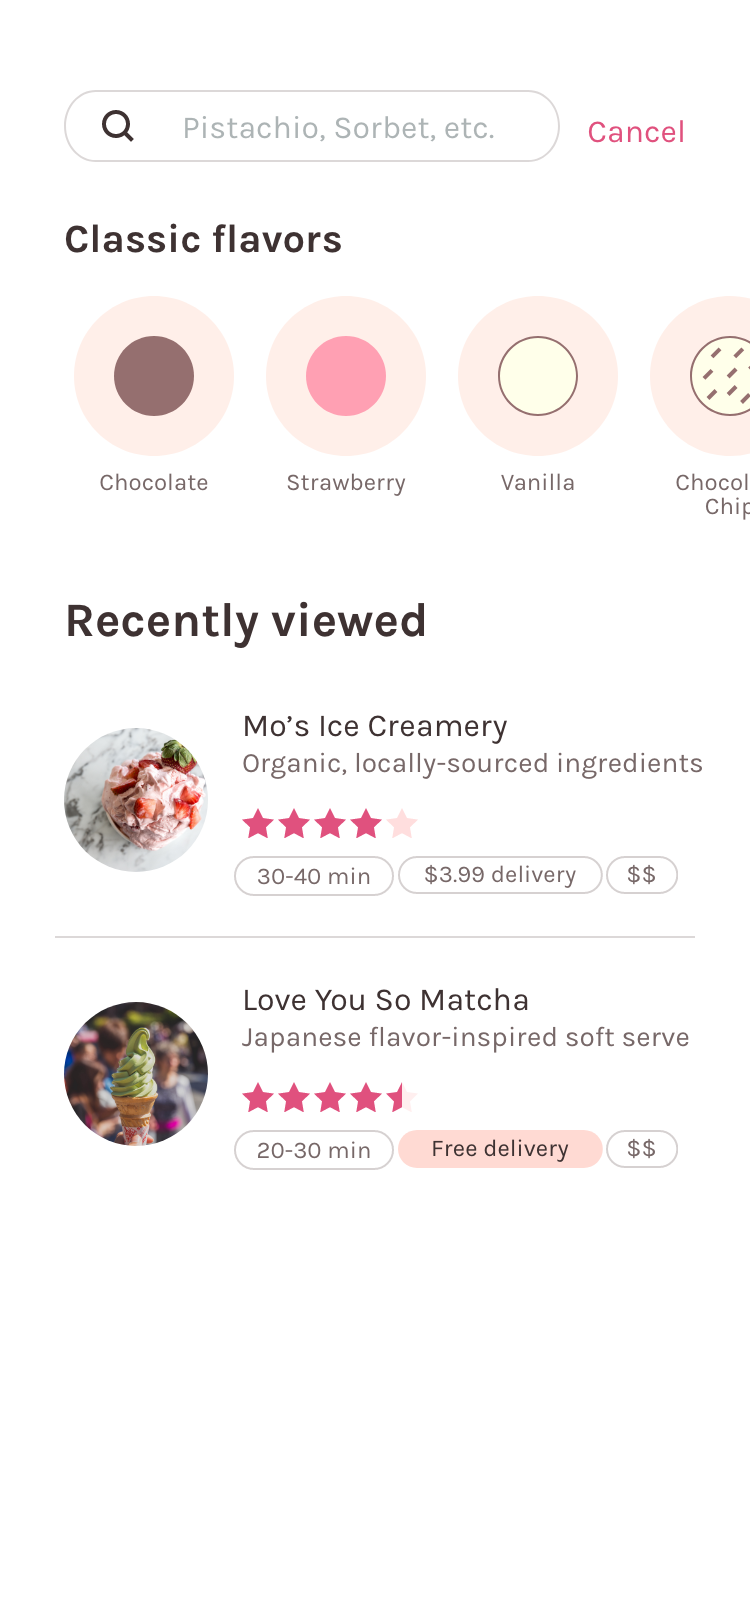 Pistachio, Sorbet, etc.
Cancel
Classic flavors
Chocolate
Strawberry
Vanilla
Chocol
Chip
Recently viewed
Mo’s Ice Creamery
Organic, locally-sourced ingredients
30-40 min
$3.99 delivery
$$
Love You So Matcha
Japanese flavor-inspired soft serve
20-30 min
Free delivery
$$